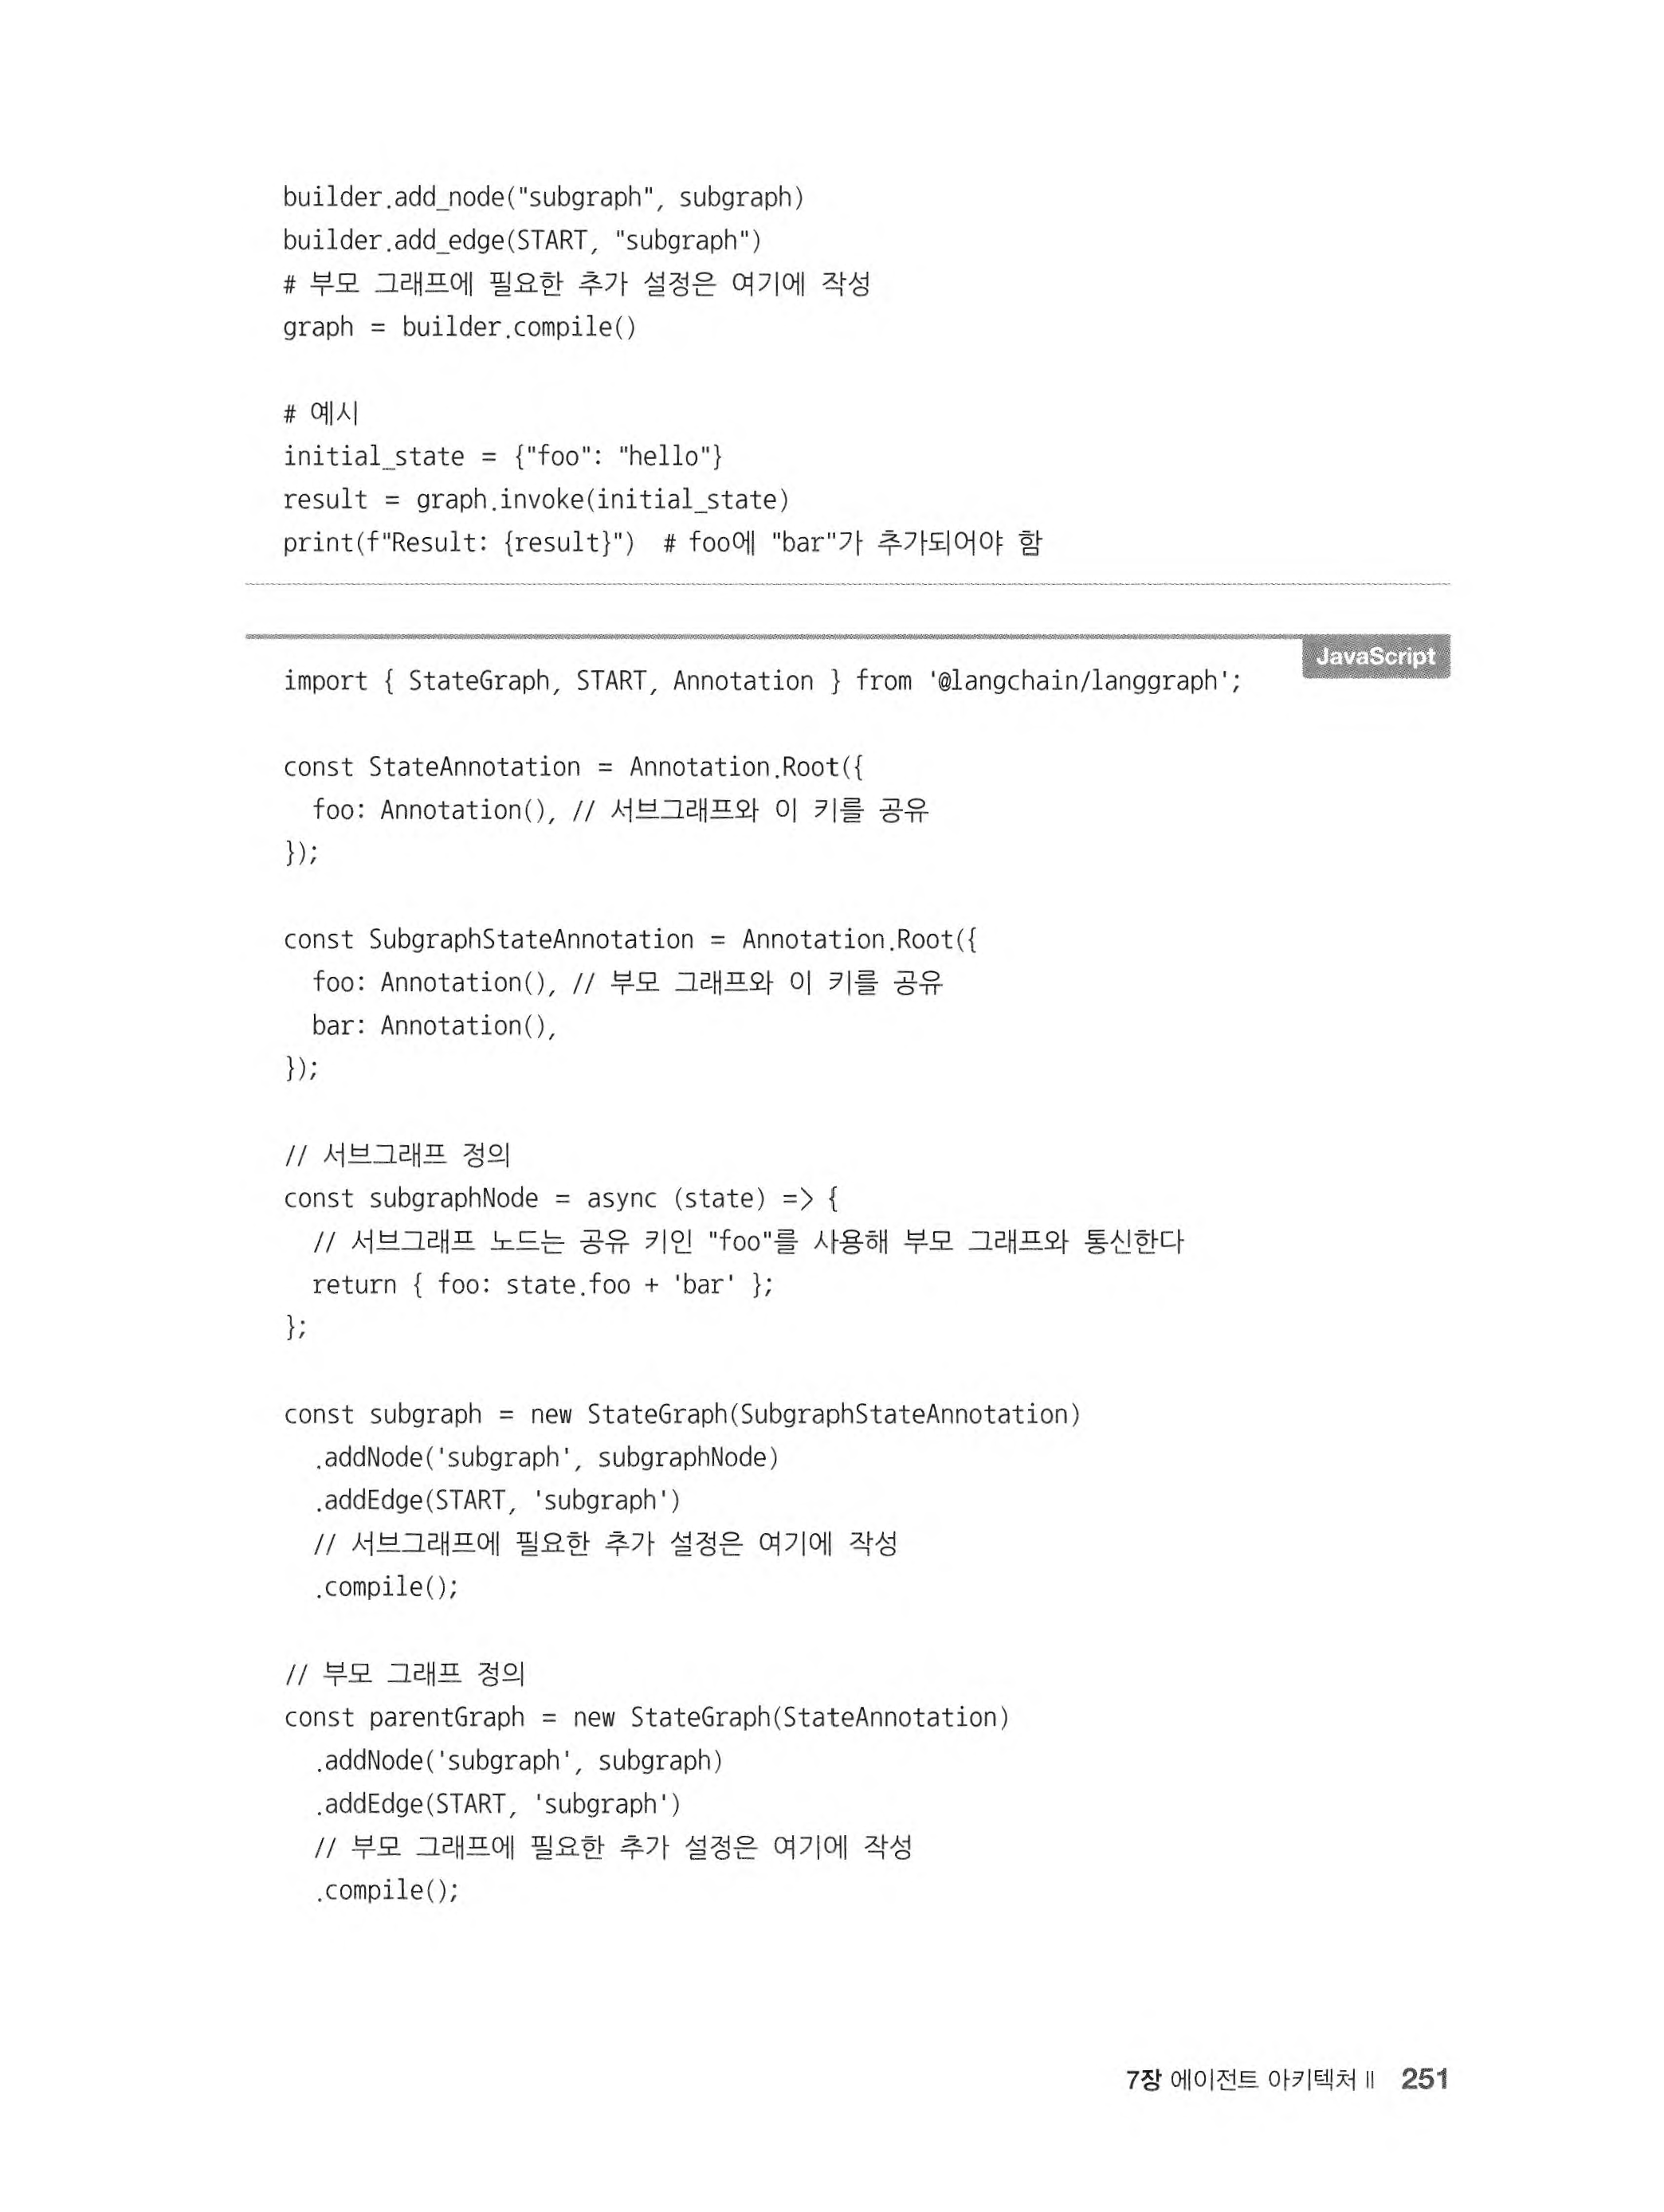 builder.add_node("subgraph", subgraph)
builder.add_edge(START, "subgraph")
# 부모 그래프에 필요한 추가 설정은 여기에 작성
graph = builder.compile()

# 예시
initial_state = {"foo": "hello"}
result = graph.invoke(initial_state)
print(f"Result: {result}")  # foo에 "bar"가 추가되어야 함

JavaScript
import { StateGraph, START, Annotation } from '@langchain/langgraph';

const StateAnnotation = Annotation.Root({
  foo: Annotation(), // 서브그래프와 이 키를 공유
});

const SubgraphStateAnnotation = Annotation.Root({
  foo: Annotation(), // 부모 그래프와 이 키를 공유
  bar: Annotation(),
});

// 서브그래프 정의
const subgraphNode = async (state) => {
  // 서브그래프 노드는 공유 키인 "foo"를 사용해 부모 그래프와 통신한다
  return { foo: state.foo + 'bar' };
};

const subgraph = new StateGraph(SubgraphStateAnnotation)
  .addNode('subgraph', subgraphNode)
  .addEdge(START, 'subgraph')
  // 서브그래프에 필요한 추가 설정은 여기에 작성
  .compile();

// 부모 그래프 정의
const parentGraph = new StateGraph(StateAnnotation)
  .addNode('subgraph', subgraph)
  .addEdge(START, 'subgraph')
  // 부모 그래프에 필요한 추가 설정은 여기에 작성
  .compile();

7장 에이전트 아키텍처 II 251